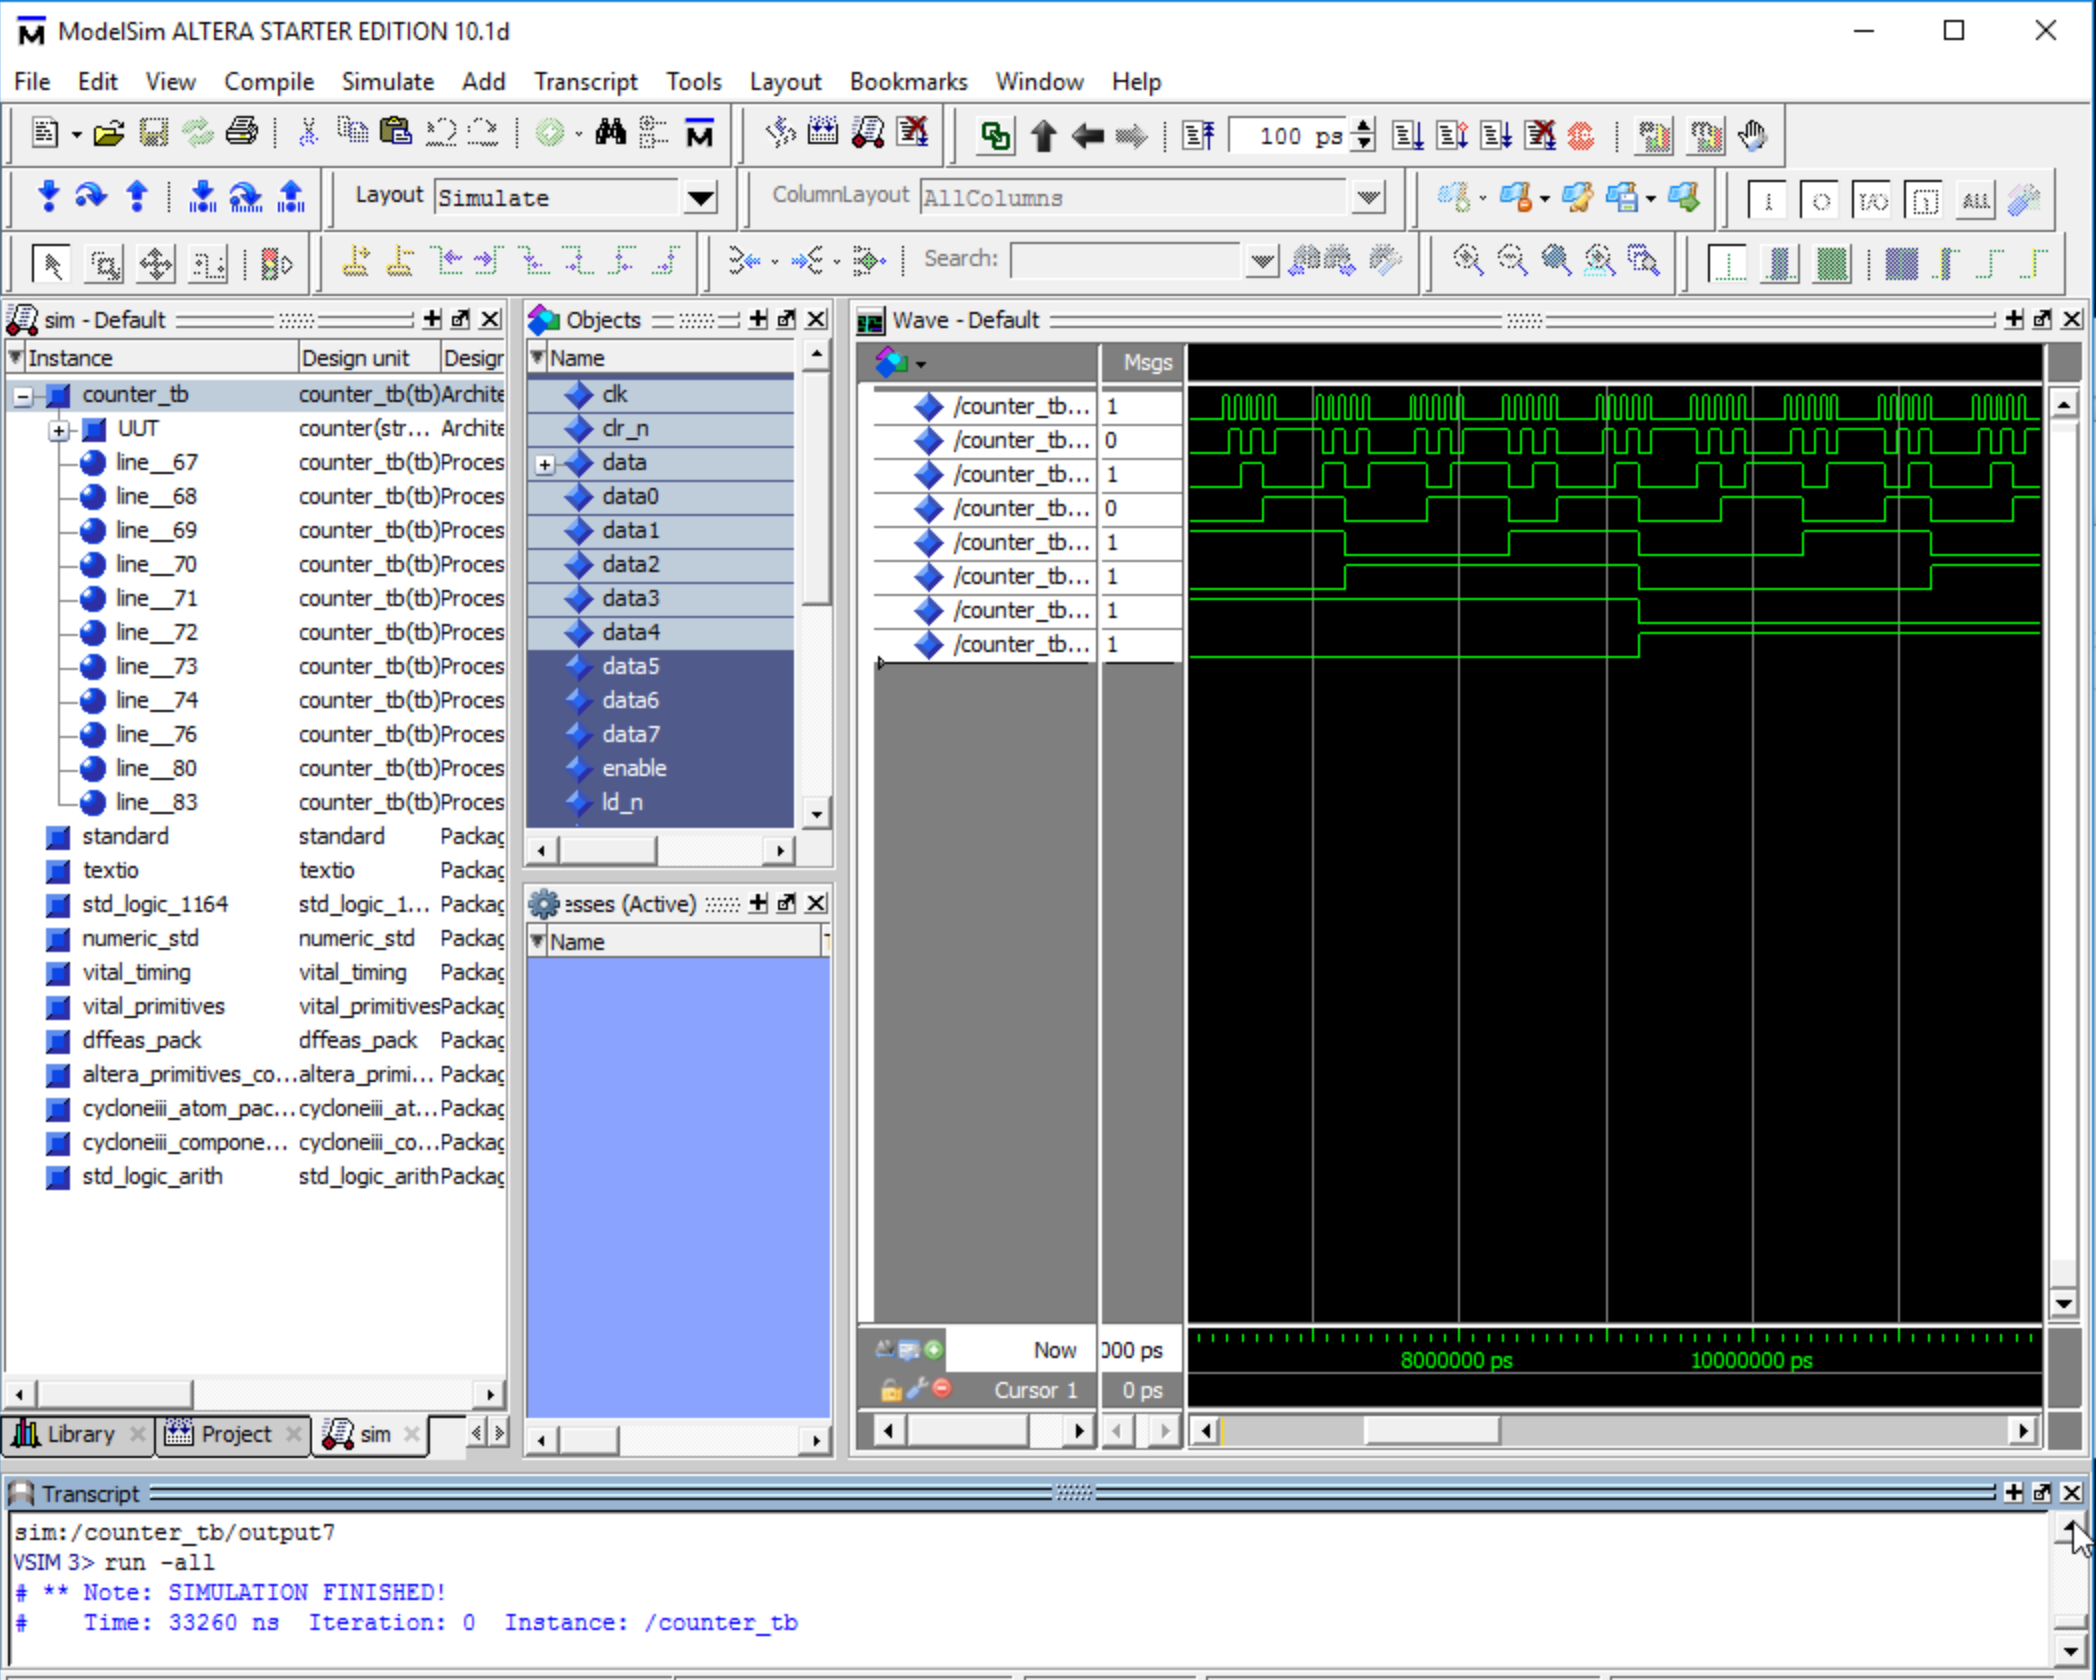 ModelSim ALTERA STARTER EDITION 10.1d
File Edit View Compile Simulate Add Transcript Tools Layout Bookmarks Window Help
100 ps
Layout Simulate ColumnLayout AllColumns ALL
Search:
sim - Default
Instance Design unit Design
counter_tb counter_tb(tb) Archite
UUT counter(str... Archite
line__67 counter_tb(tb) Proces
line__68 counter_tb(tb) Proces
line__69 counter_tb(tb) Proces
line__70 counter_tb(tb) Proces
line__71 counter_tb(tb) Proces
line__72 counter_tb(tb) Proces
line__73 counter_tb(tb) Proces
line__74 counter_tb(tb) Proces
line__76 counter_tb(tb) Proces
line__80 counter_tb(tb) Proces
line__83 counter_tb(tb) Proces
standard standard Packag
textio textio Packag
std_logic_1164 std_logic_1... Packag
numeric_std numeric_std Packag
vital_timing vital_timing Packag
vital_primitives vital_primitives Packag
dffeas_pack dffeas_pack Packag
altera_primitives_co... altera_primi... Packag
cycloneiii_atom_pac... cycloneiii_at... Packag
cycloneiii_compone... cycloneiii_co... Packag
std_logic_arith std_logic_arith Packag
Library Project sim
Objects
Name
clk
clr_n
data
data0
data1
data2
data3
data4
data5
data6
data7
enable
ld_n
esses (Active)
Name
Wave - Default
Msgs
/counter_tb... 1
/counter_tb... 0
/counter_tb... 1
/counter_tb... 0
/counter_tb... 1
/counter_tb... 1
/counter_tb... 1
/counter_tb... 1
Now 000 ps
8000000 ps 10000000 ps
Cursor 1 0 ps
Transcript
sim:/counter_tb/output7
VSIM 3> run -all
# ** Note: SIMULATION FINISHED!
# Time: 33260 ns Iteration: 0 Instance: /counter_tb